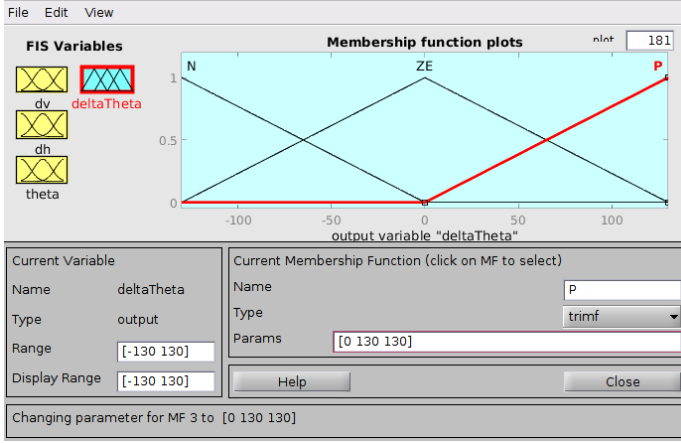 File Edit View
FIS Variables
Membership function plots
plot
181
dv
deltaTheta
dh
theta
N
ZE
P
1
0.5
0
-100
-50
0
50
100
output variable "deltaTheta"
Current Variable
Name deltaTheta
Type output
Range [-130 130]
Display Range [-130 130]
Current Membership Function (click on MF to select)
Name P
Type trimf
Params [0 130 130]
Help
Close
Changing parameter for MF 3 to [0 130 130]